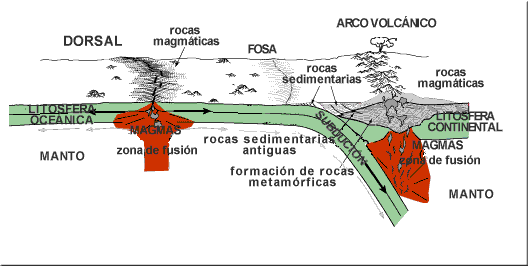 ARCO VOLCÁNICO
rocas
magmáticas
DORSAL
FOSA
rocas
sedimentarias
rocas
magmáticas
LITOSFERA
OCEÁNICA
LITOSFERA
CONTINENTAL
MAGMAS
zona de fusión
MANTO
SUBDUCIÓN
rocas sedimentarias
antiguas
formación de rocas
metamórficas
MAGMAS
zona de fusión
MANTO